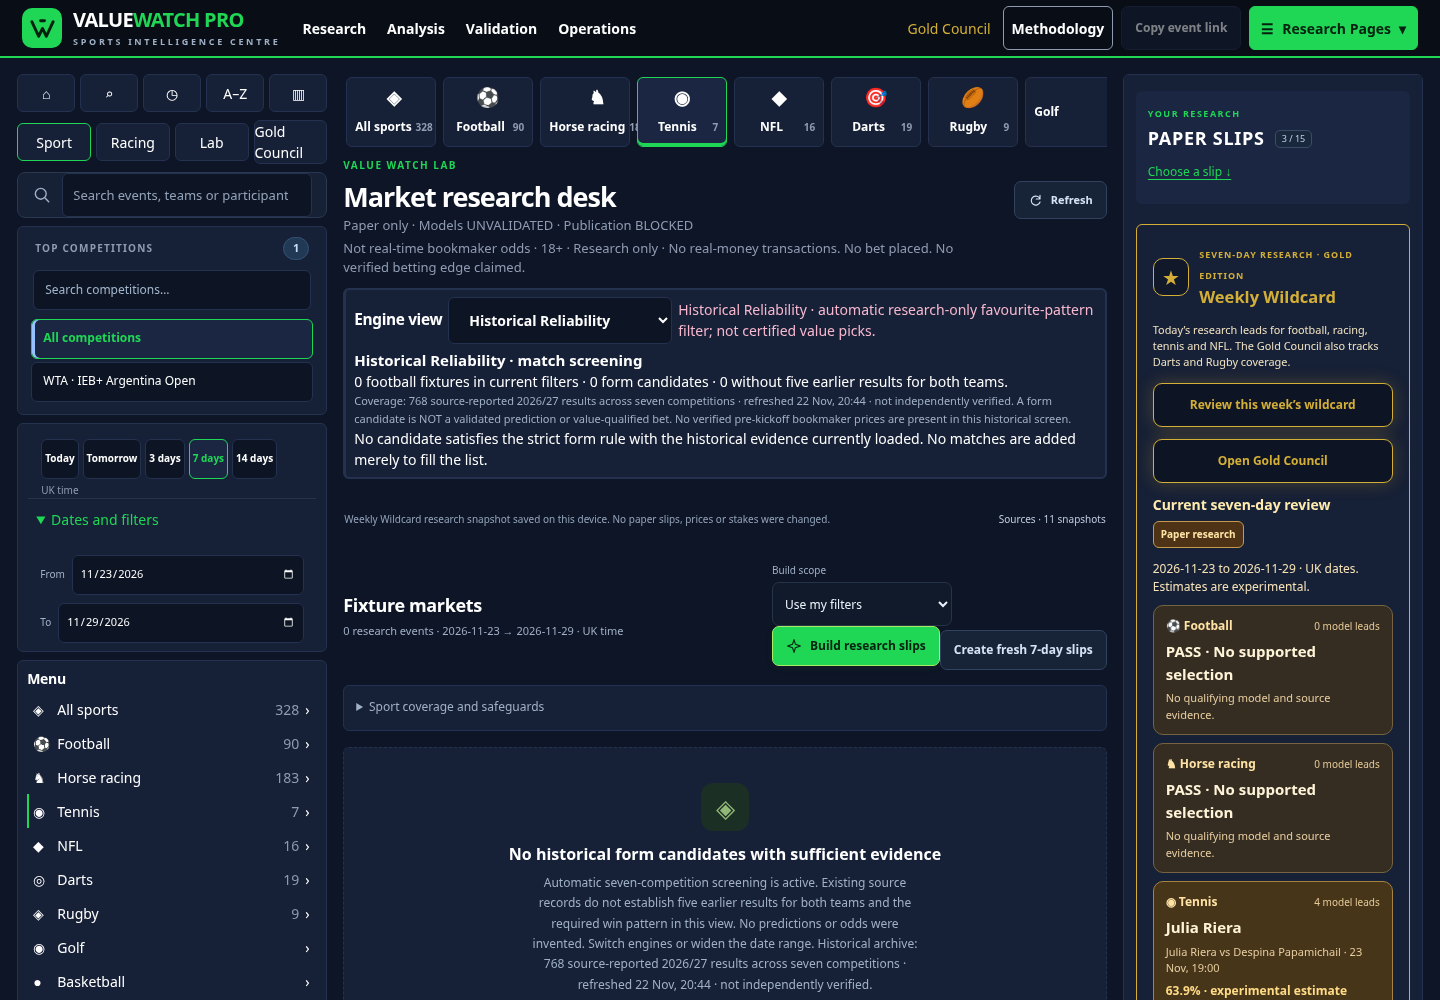 VALUEWATCH PRO
SPORTS INTELLIGENCE CENTRE
Research
Analysis
Validation
Operations
Gold Council
Methodology
Copy event link
☰ Research Pages ▾
A–Z
Sport
Racing
Lab
Gold
Council
Search events, teams or participant
TOP COMPETITIONS
1
Search competitions...
All competitions
WTA · IEB+ Argentina Open
Today
Tomorrow
3 days
7 days
14 days
UK time
▼ Dates and filters
From
11/23/2026
To
11/29/2026
Menu
All sports 328 ›
Football 90 ›
Horse racing 183 ›
Tennis 7 ›
NFL 16 ›
Darts 19 ›
Rugby 9 ›
Golf ›
Basketball ›
All sports 328
Football 90
Horse racing 18
Tennis 7
NFL 16
Darts 19
Rugby 9
Golf
VALUE WATCH LAB
Market research desk
Refresh
Paper only · Models UNVALIDATED · Publication BLOCKED
Not real-time bookmaker odds · 18+ · Research only · No real-money transactions. No bet placed. No
verified betting edge claimed.
Engine view
Historical Reliability
Historical Reliability · automatic research-only favourite-pattern
filter; not certified value picks.
Historical Reliability · match screening
0 football fixtures in current filters · 0 form candidates · 0 without five earlier results for both teams.
Coverage: 768 source-reported 2026/27 results across seven competitions · refreshed 22 Nov, 20:44 · not independently verified. A form
candidate is NOT a validated prediction or value-qualified bet. No verified pre-kickoff bookmaker prices are present in this historical screen.
No candidate satisfies the strict form rule with the historical evidence currently loaded. No matches are added
merely to fill the list.
Weekly Wildcard research snapshot saved on this device. No paper slips, prices or stakes were changed.
Sources · 11 snapshots
Fixture markets
0 research events · 2026-11-23 → 2026-11-29 · UK time
Build scope
Use my filters
Build research slips
Create fresh 7-day slips
▶ Sport coverage and safeguards
No historical form candidates with sufficient evidence
Automatic seven-competition screening is active. Existing source
records do not establish five earlier results for both teams and the
required win pattern in this view. No predictions or odds were
invented. Switch engines or widen the date range. Historical archive:
768 source-reported 2026/27 results across seven competitions ·
refreshed 22 Nov, 20:44 · not independently verified.
YOUR RESEARCH
PAPER SLIPS
3 / 15
Choose a slip ↓
SEVEN-DAY RESEARCH · GOLD
EDITION
Weekly Wildcard
Today's research leads for football, racing,
tennis and NFL. The Gold Council also tracks
Darts and Rugby coverage.
Review this week's wildcard
Open Gold Council
Current seven-day review
Paper research
2026-11-23 to 2026-11-29 · UK dates.
Estimates are experimental.
Football
0 model leads
PASS · No supported
selection
No qualifying model and source
evidence.
Horse racing
0 model leads
PASS · No supported
selection
No qualifying model and source
evidence.
Tennis
4 model leads
Julia Riera
Julia Riera vs Despina Papamichail · 23
Nov, 19:00
63.9% · experimental estimate